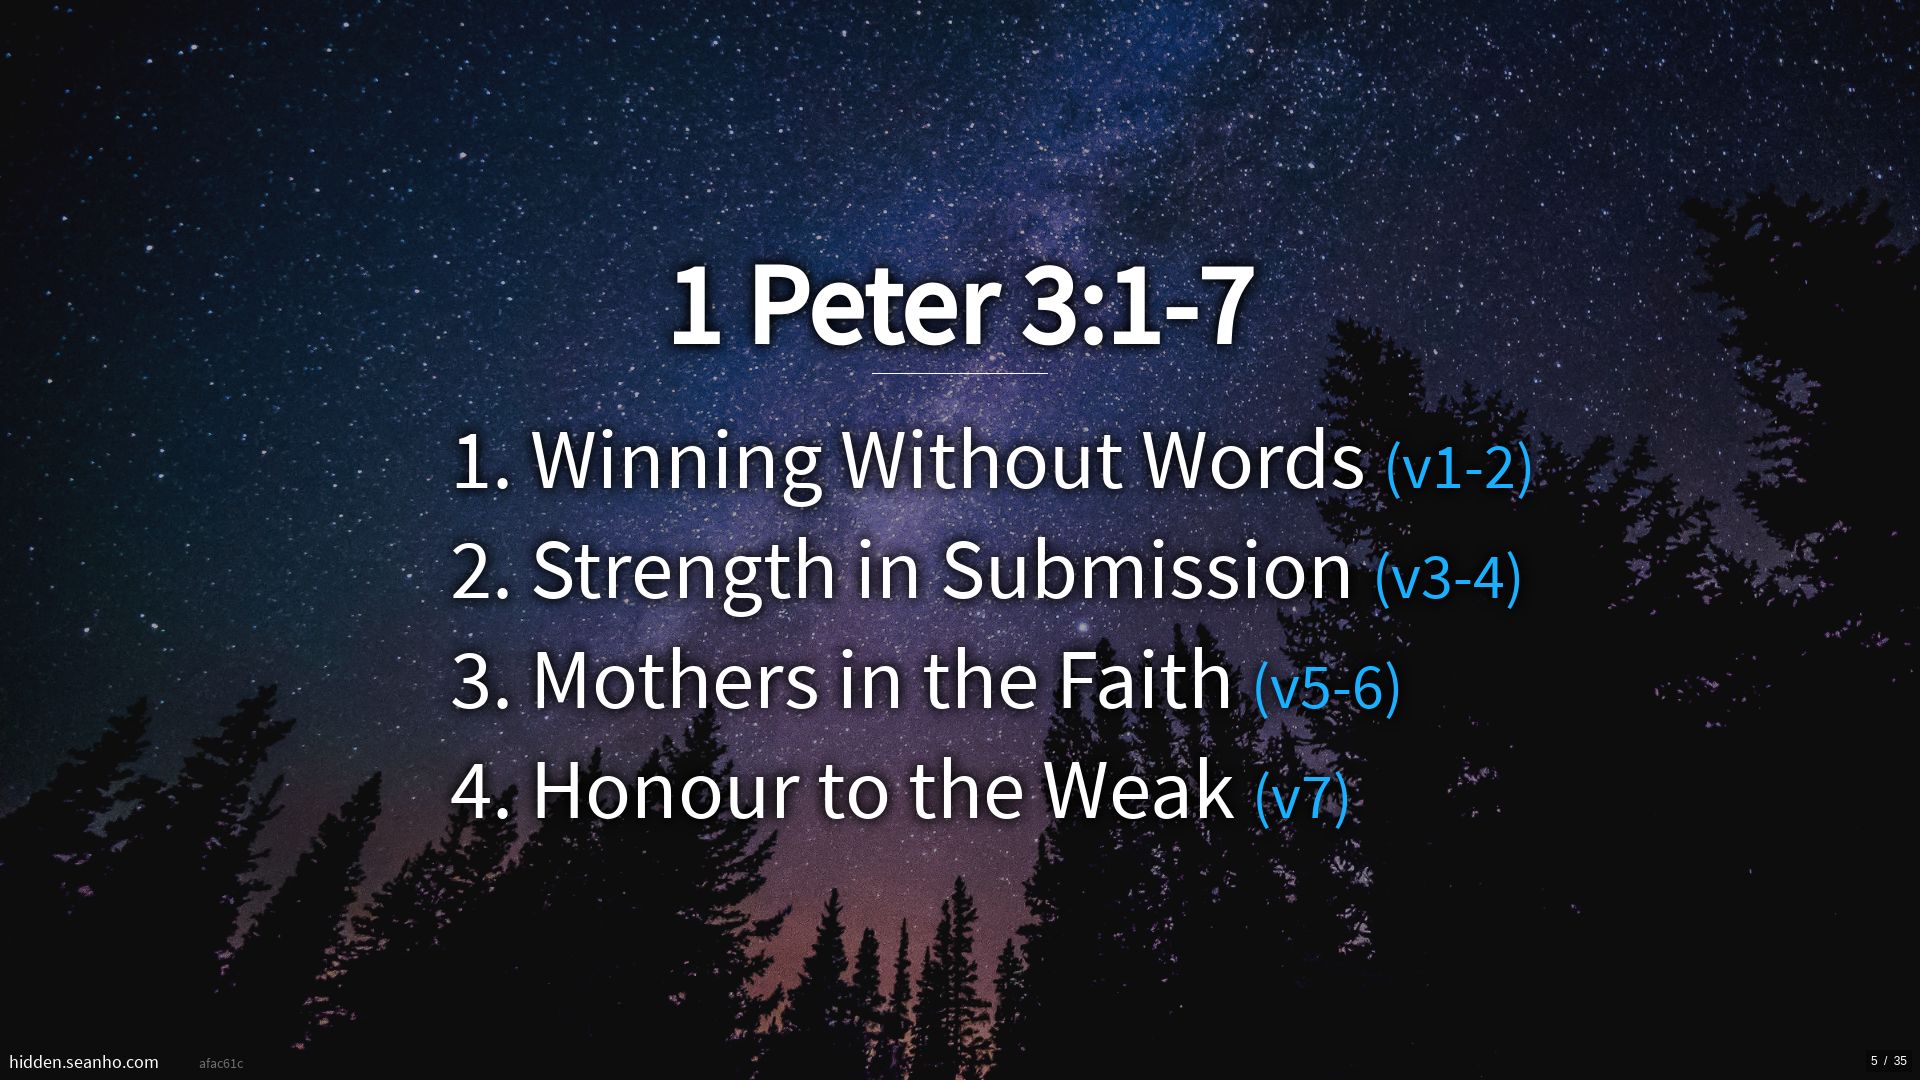 1 Peter 3:1-7
1. Winning Without Words (v1-2)
2. Strength in Submission (v3-4)
3. Mothers in the Faith (v5-6)
4. Honour to the Weak (v7)
hidden.seanho.com afac61c 5 / 35